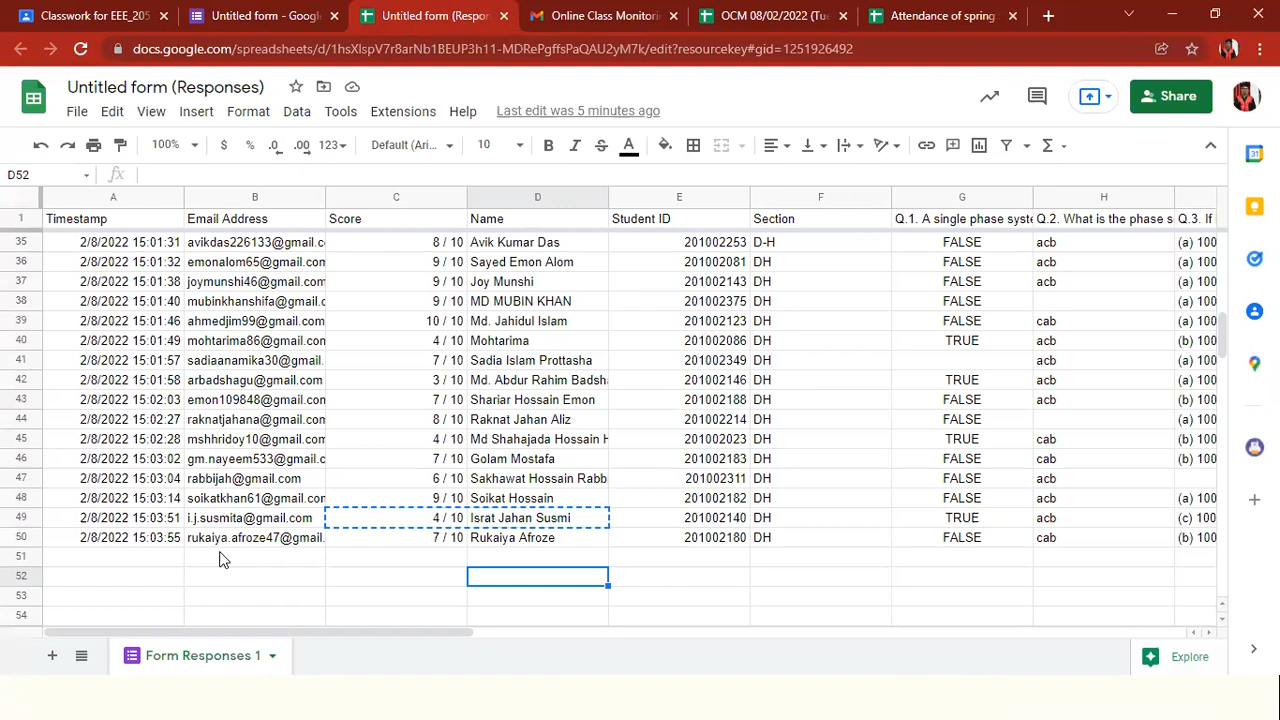 Classwork for EEE_205
Untitled form - Google
Untitled form (Respon
Online Class Monitorin
OCM 08/02/2022 (Tue
Attendance of spring
docs.google.com/spreadsheets/d/1hsXlspV7r8arNb1BEUP3h11-MDRePgffsPaQAU2yM7k/edit?resourcekey#gid=1251926492
Untitled form (Responses)
File Edit View Insert Format Data Tools Extensions Help Last edit was 5 minutes ago
Share
100% $ % .0 .00 123 Default (Ari... 10 B I S A
D52
A B C D E F G H
1 Timestamp Email Address Score Name Student ID Section Q.1. A single phase syste Q.2. What is the phase s Q.3. If
35 2/8/2022 15:01:31 avikdas226133@gmail.c 8 / 10 Avik Kumar Das 201002253 D-H FALSE acb (a) 100
36 2/8/2022 15:01:32 emonalom65@gmail.com 9 / 10 Sayed Emon Alom 201002081 DH FALSE acb (a) 100
37 2/8/2022 15:01:38 joymunshi46@gmail.com 9 / 10 Joy Munshi 201002143 DH FALSE acb (a) 100
38 2/8/2022 15:01:40 mubinkhanshifa@gmail. 9 / 10 MD MUBIN KHAN 201002375 DH FALSE (a) 100
39 2/8/2022 15:01:46 ahmedjim99@gmail.com 10 / 10 Md. Jahidul Islam 201002123 DH FALSE cab (a) 100
40 2/8/2022 15:01:49 mohtarima86@gmail.com 4 / 10 Mohtarima 201002086 DH TRUE acb (b) 100
41 2/8/2022 15:01:57 sadiaanamika30@gmail. 7 / 10 Sadia Islam Prottasha 201002349 DH acb (a) 100
42 2/8/2022 15:01:58 arbadshagu@gmail.com 3 / 10 Md. Abdur Rahim Badsha 201002146 DH TRUE acb (a) 100
43 2/8/2022 15:02:03 emon109848@gmail.com 7 / 10 Shariar Hossain Emon 201002188 DH FALSE acb (b) 100
44 2/8/2022 15:02:27 raknatjahana@gmail.com 8 / 10 Raknat Jahan Aliz 201002214 DH FALSE (a) 100
45 2/8/2022 15:02:28 mshhridoy10@gmail.com 4 / 10 Md Shahajada Hossain H 201002023 DH TRUE cab (b) 100
46 2/8/2022 15:03:02 gm.nayeem533@gmail.co 7 / 10 Golam Mostafa 201002187 DH FALSE cab (b) 100
47 2/8/2022 15:03:04 rabbijah@gmail.com 6 / 10 Sakhawat Hossain Rabb 201002311 DH FALSE acb
48 2/8/2022 15:03:14 soikatkhan61@gmail.com 9 / 10 Soikat Hossain 201002182 DH FALSE acb (a) 100
49 2/8/2022 15:03:51 i.j.susmita@gmail.com 4 / 10 Israt Jahan Susmi 201002140 DH TRUE acb (c) 100
50 2/8/2022 15:03:55 rukaiya.afroze47@gmail. 7 / 10 Rukaiya Afroze 201002180 DH FALSE cab (b) 100
51
52
53
54
Form Responses 1
Explore